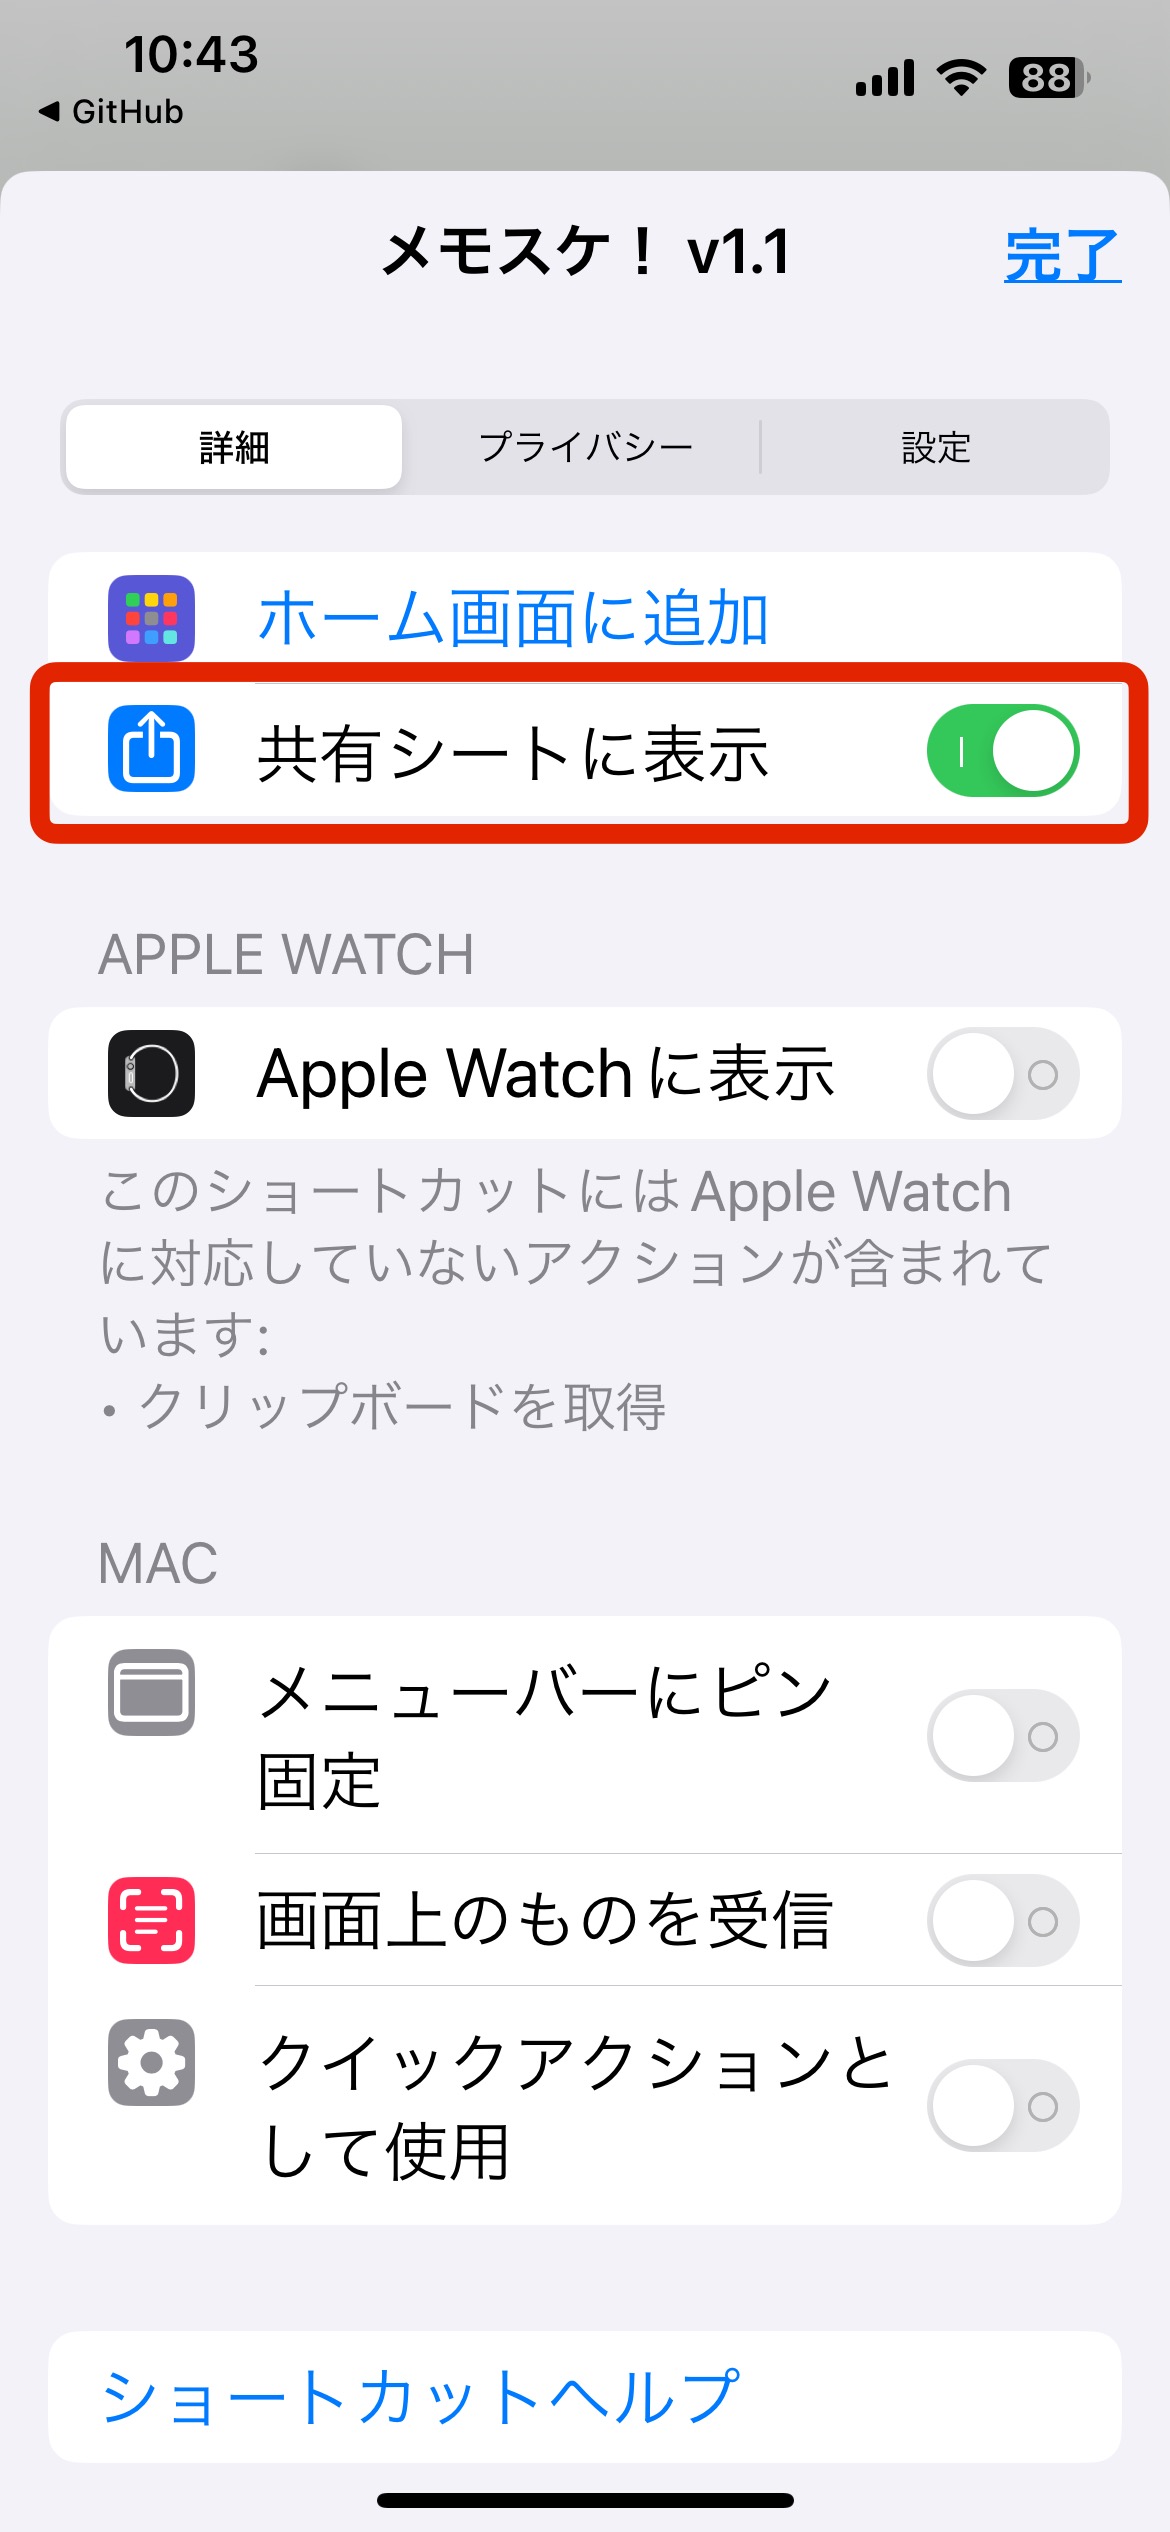 10:43
88
◀ GitHub
メモスケ！ v1.1
完了
詳細
プライバシー
設定
ホーム画面に追加
共有シートに表示
APPLE WATCH
Apple Watchに表示
このショートカットにはApple Watch
に対応していないアクションが含まれて
います:
• クリップボードを取得
MAC
メニューバーにピン
固定
画面上のものを受信
クイックアクションと
して使用
ショートカットヘルプ